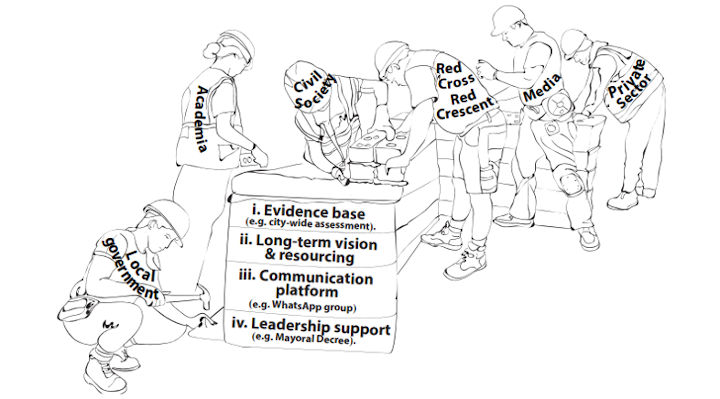 Academia
Civil
Society
Red
Cross
Red
Crescent
Media
Private
Sector
Local
government
i. Evidence base
(e.g. city-wide assessment).
ii. Long-term vision
& resourcing
iii. Communication
platform
(e.g. WhatsApp group)
iv. Leadership support
(e.g. Mayoral Decree).